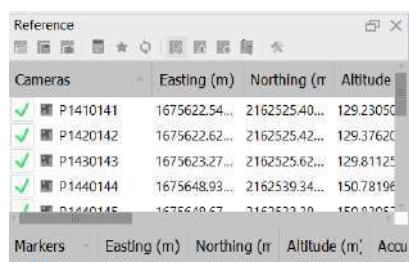 Reference
Cameras Easting (m) Northing (m Altitude
P1410141 1675622.54... 2162525.40... 129.23050
P1420142 1675622.62... 2162525.42... 129.37620
P1430143 1675623.27... 2162525.62... 129.81125
P1440144 1675648.93... 2162539.34... 150.78196
Markers Easting (m) Northing (m Altitude (m) Accu